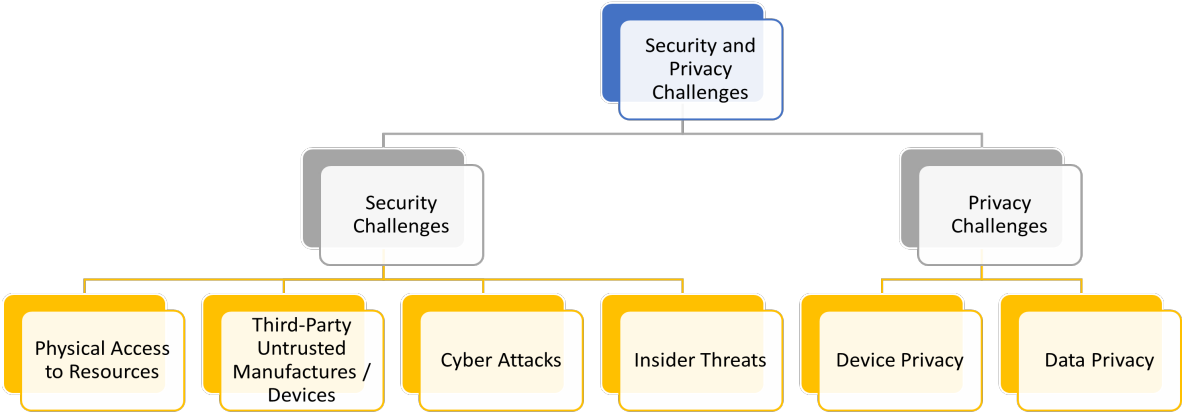 Security and
Privacy
Challenges
Security
Challenges
Privacy
Challenges
Physical Access
to Resources
Third-Party
Untrusted
Manufactures /
Devices
Cyber Attacks
Insider Threats
Device Privacy
Data Privacy